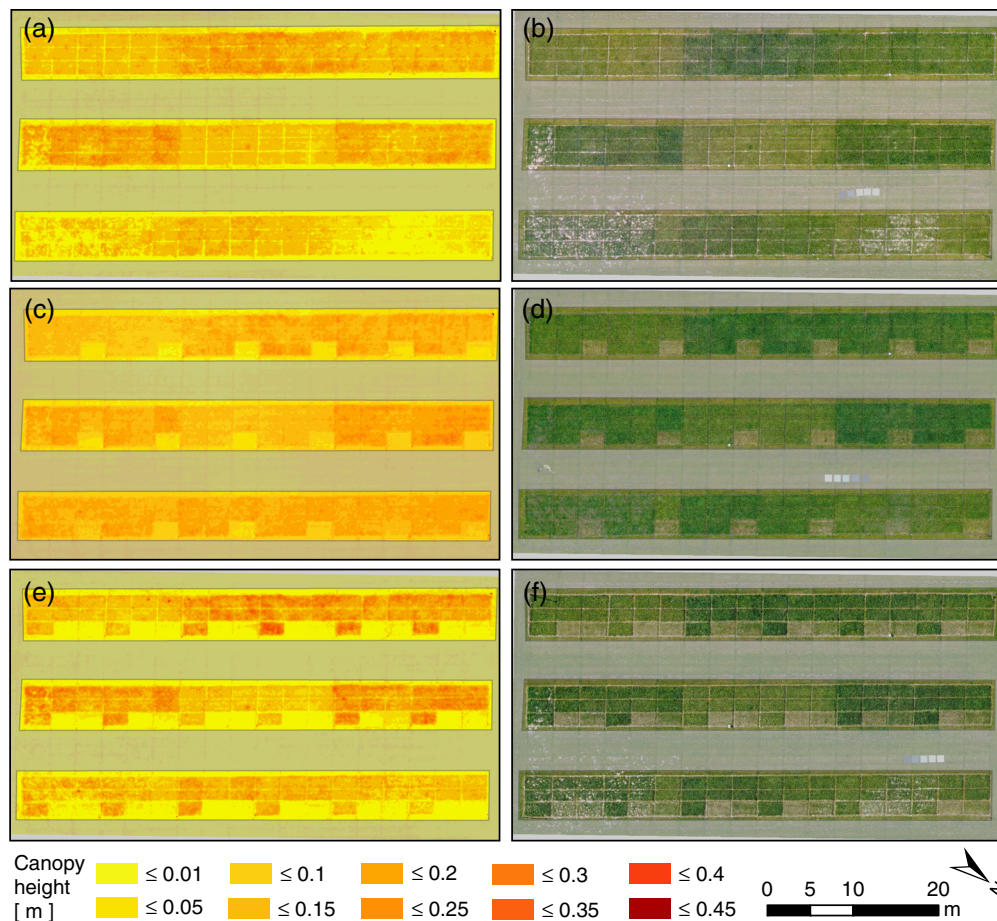 (a) (b)
(c) (d)
(e) (f)
Canopy height [ m ]
≤ 0.01 ≤ 0.1 ≤ 0.2 ≤ 0.3 ≤ 0.4
≤ 0.05 ≤ 0.15 ≤ 0.25 ≤ 0.35 ≤ 0.45
0 5 10 20
m
N